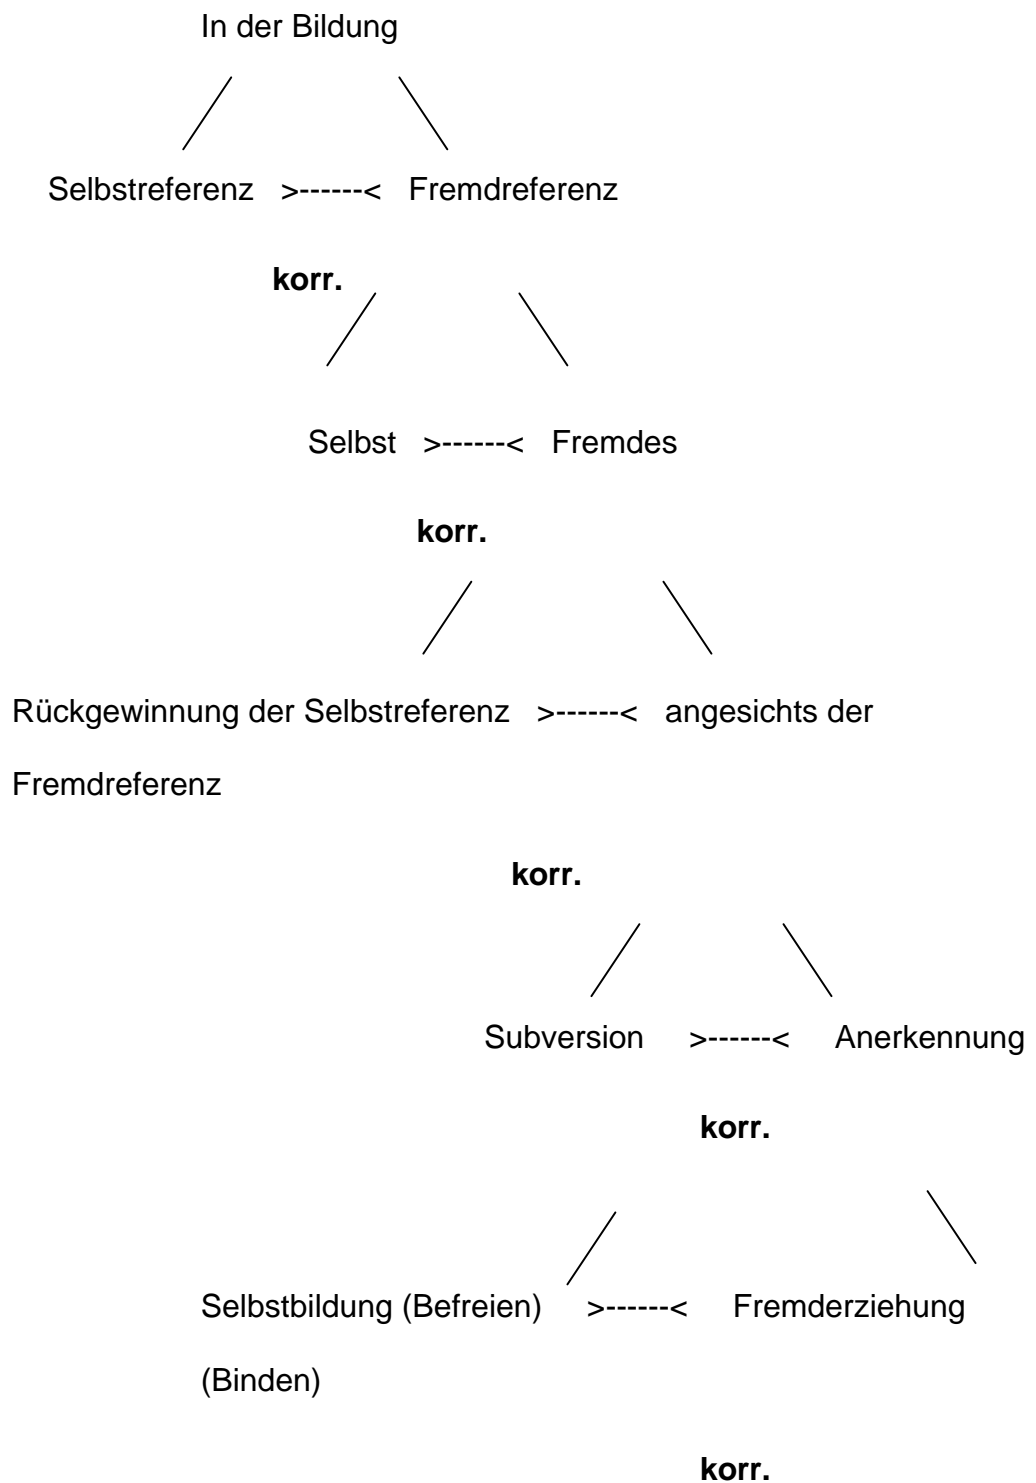 In der Bildung
Selbstreferenz >------< Fremdreferenz
korr.
Selbst >------< Fremdes
korr.
Rückgewinnung der Selbstreferenz >------< angesichts der
Fremdreferenz
korr.
Subversion >------< Anerkennung
korr.
Selbstbildung (Befreien) >------< Fremderziehung
(Binden)
korr.